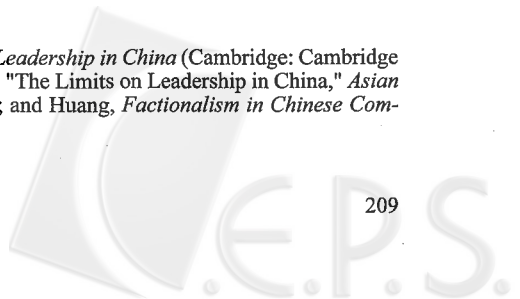 Leadership in China (Cambridge: Cambridge
"The Limits on Leadership in China," Asian
; and Huang, Factionalism in Chinese Com-
209
C.E.P.S.